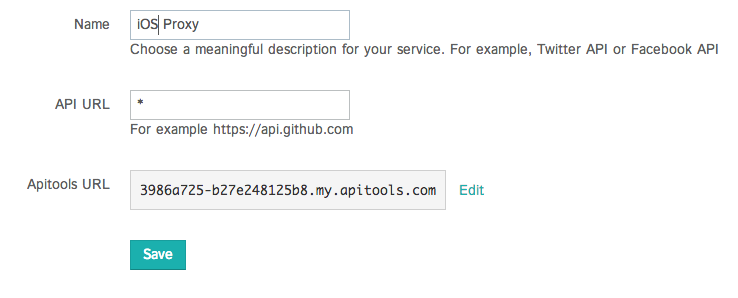 Name iOS Proxy
Choose a meaningful description for your service. For example, Twitter API or Facebook API
API URL *
For example https://api.github.com
Apitools URL 3986a725-b27e248125b8.my.apitools.com Edit
Save